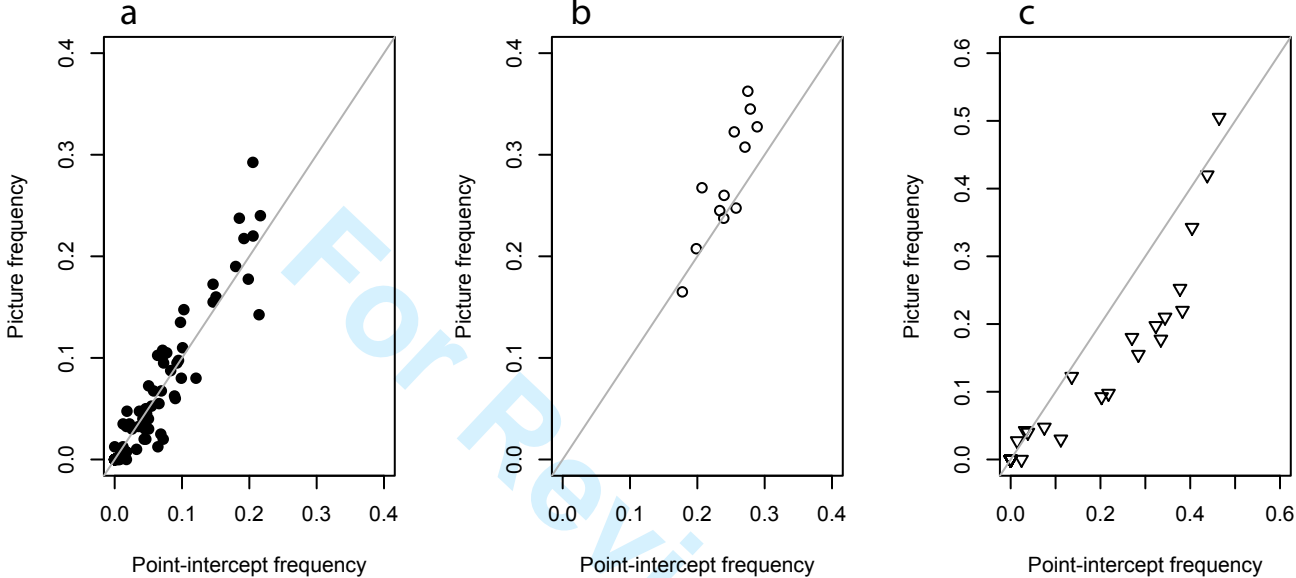 a
b
c
Picture frequency
0.0 0.1 0.2 0.3 0.4
0.0 0.1 0.2 0.3 0.4
Point-intercept frequency
Picture frequency
0.0 0.1 0.2 0.3 0.4
0.0 0.1 0.2 0.3 0.4
Point-intercept frequency
Picture frequency
0.0 0.1 0.2 0.3 0.4 0.5 0.6
0.0 0.2 0.4 0.6
Point-intercept frequency
For Revi